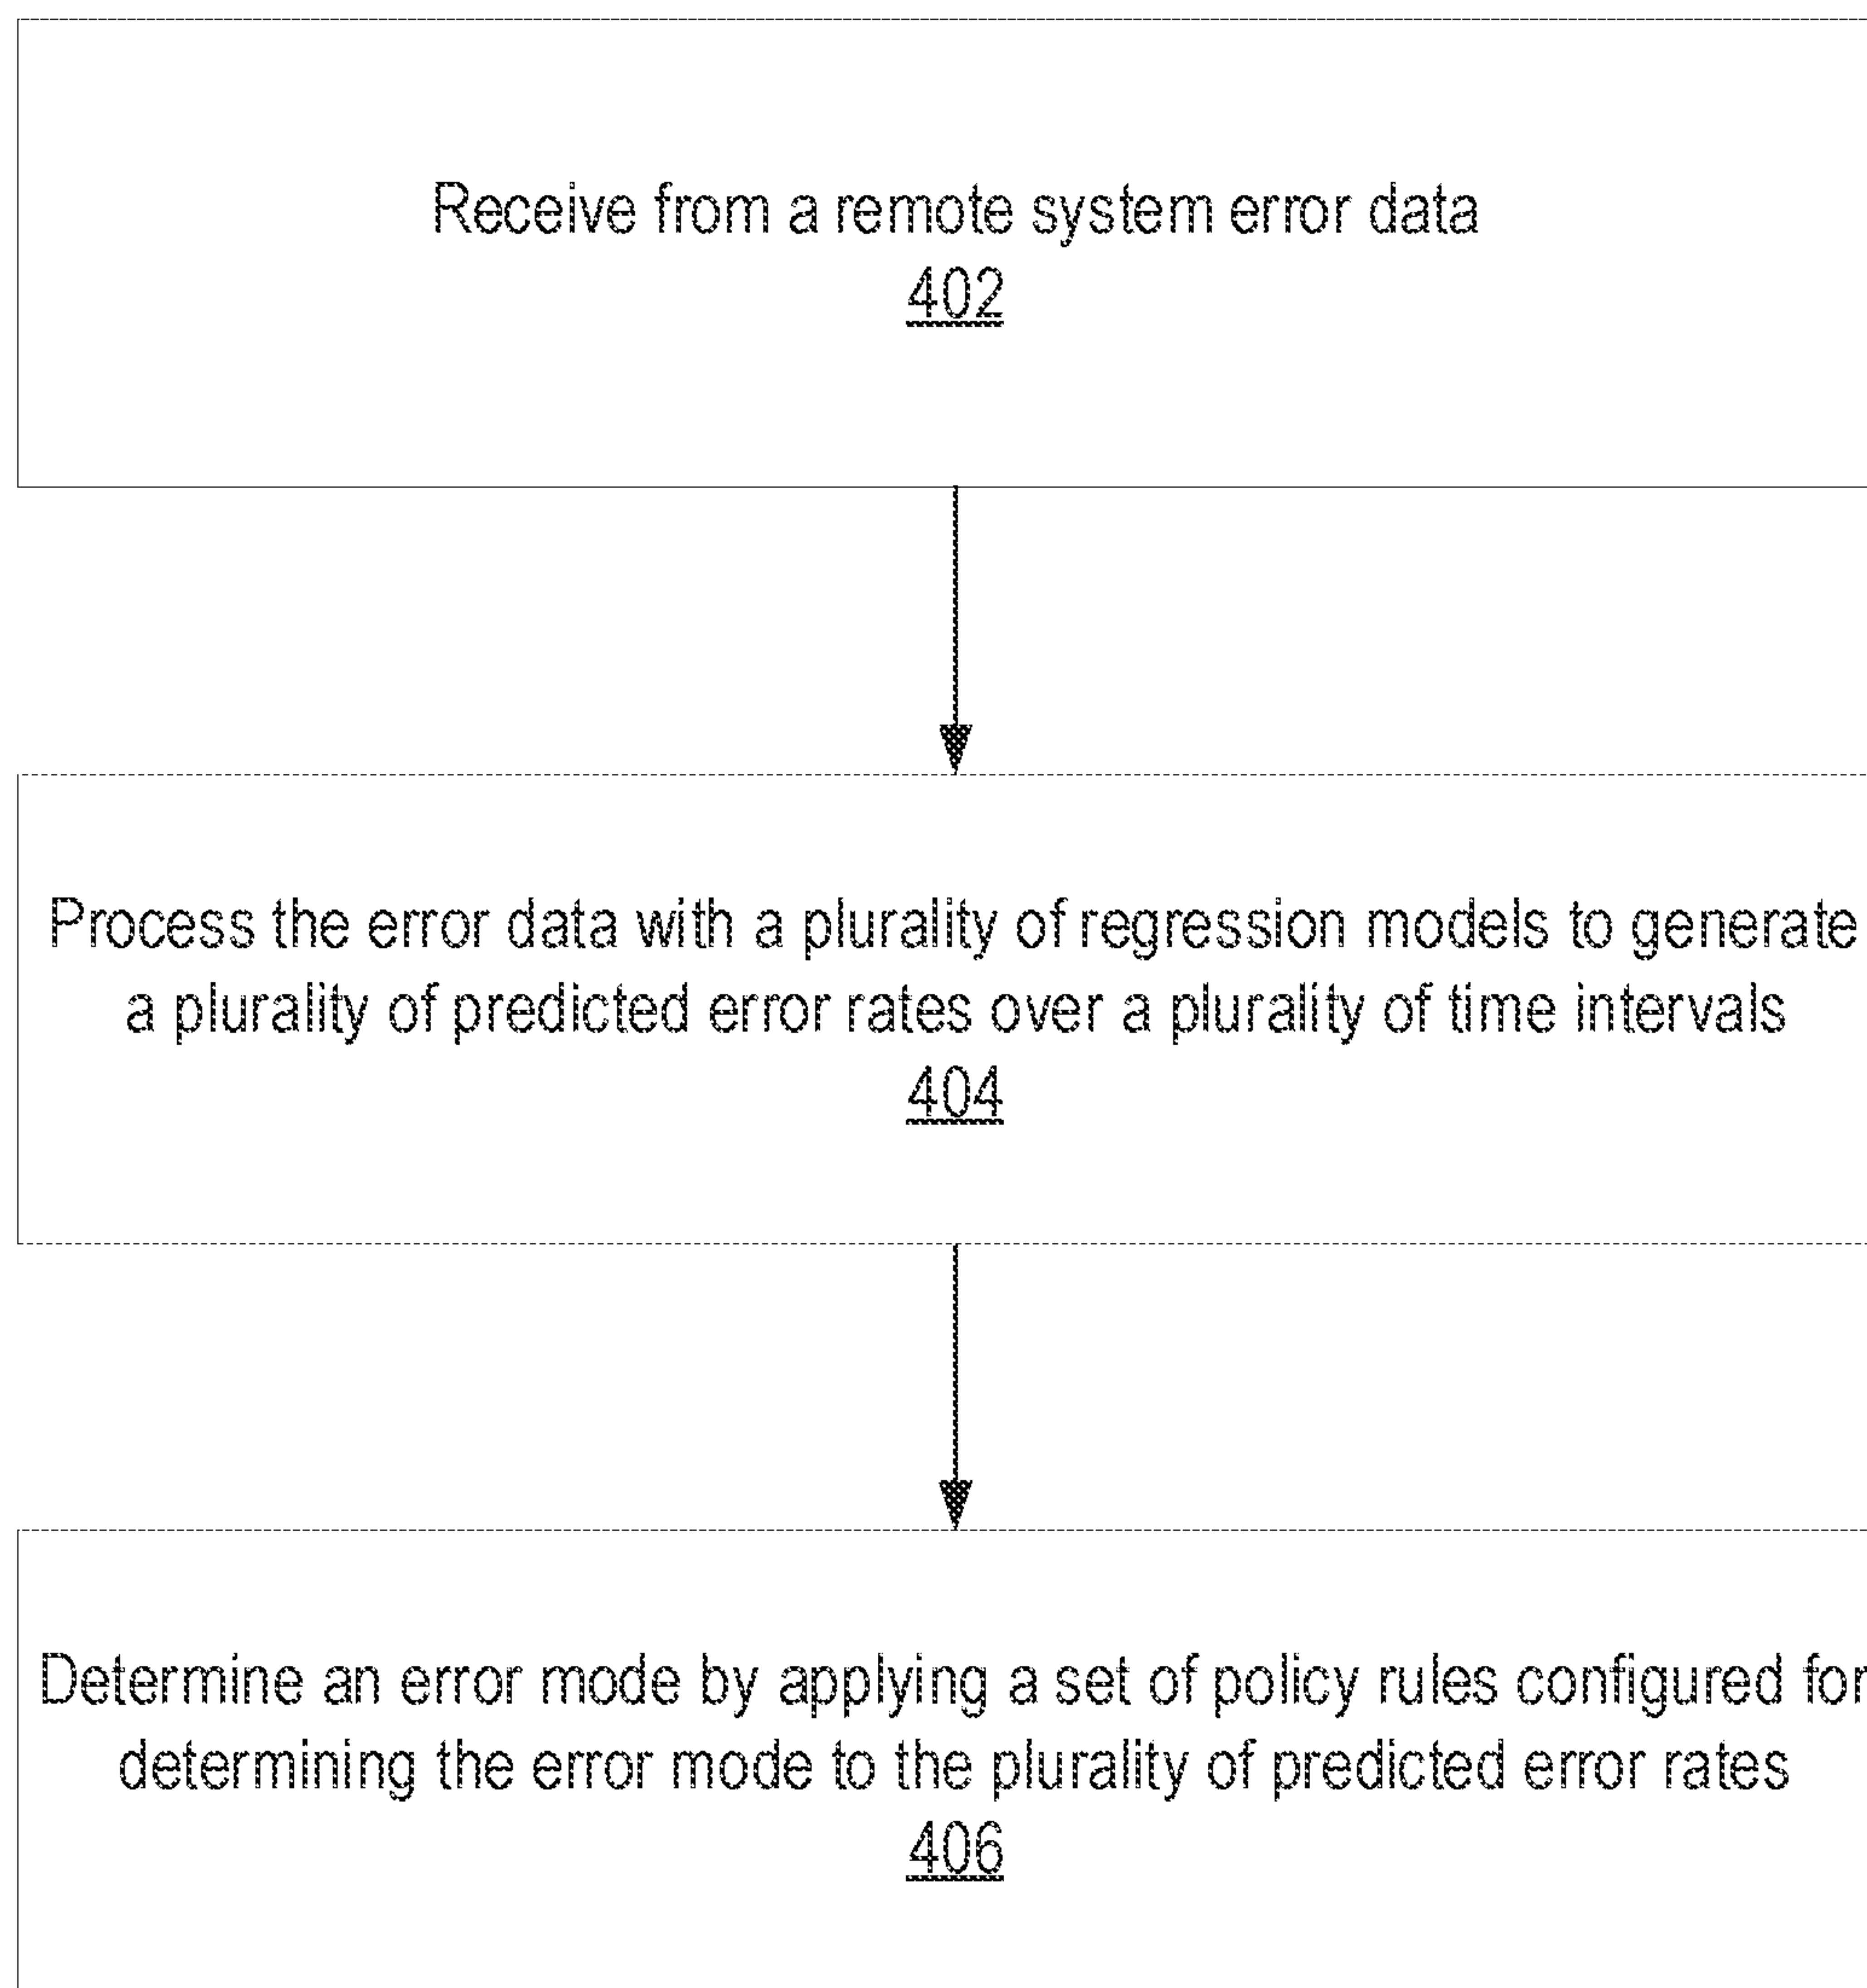 Receive from a remote system error data
402
Process the error data with a plurality of regression models to generate
a plurality of predicted error rates over a plurality of time intervals
404
Determine an error mode by applying a set of policy rules configured for
determining the error mode to the plurality of predicted error rates
406